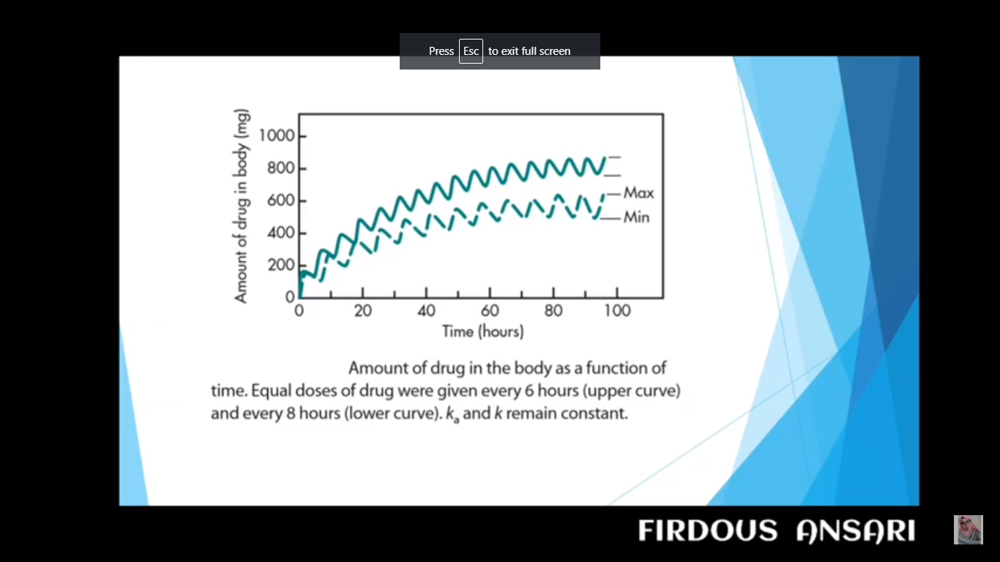 Press Esc to exit full screen
Amount of drug in body (mg)
1000
800
600
400
200
0
Max
Min
0 20 40 60 80 100
Time (hours)
Amount of drug in the body as a function of
time. Equal doses of drug were given every 6 hours (upper curve)
and every 8 hours (lower curve). kₐ and k remain constant.
FIRDOUS ANSARI